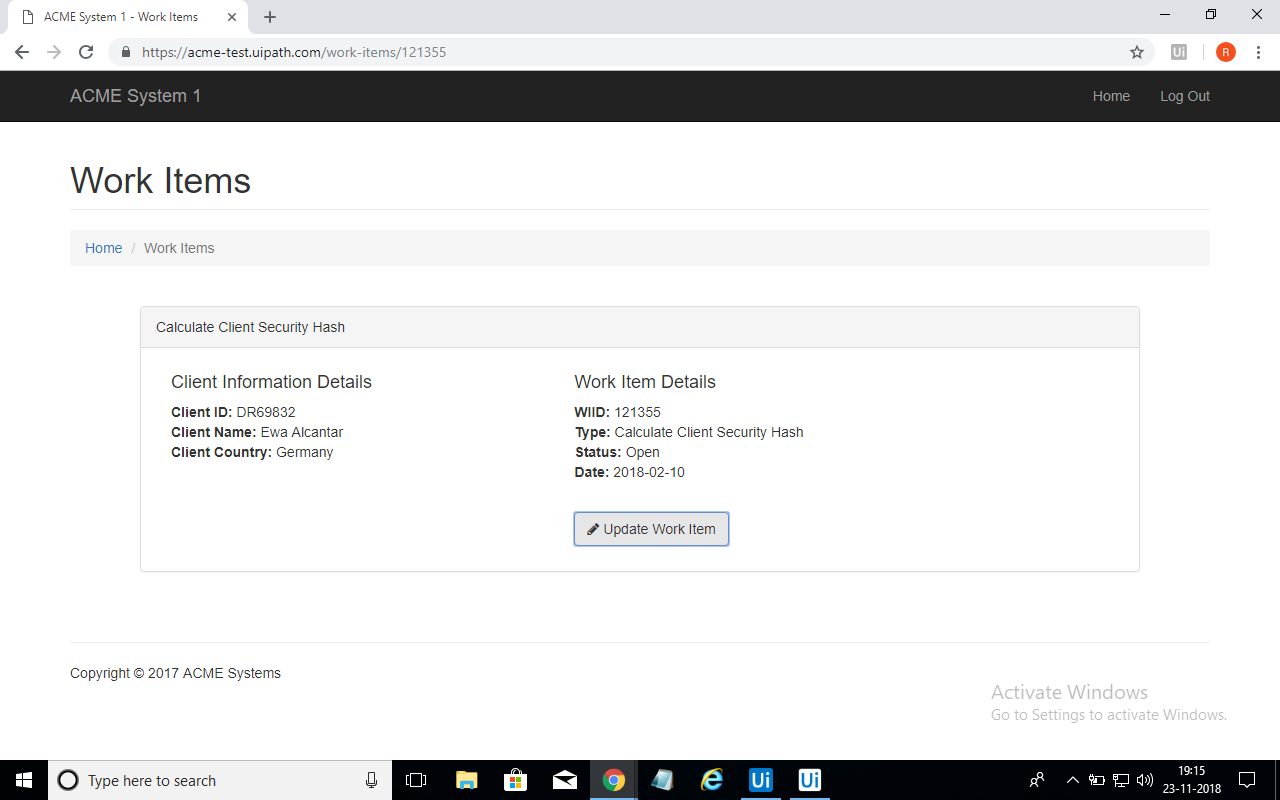 ACME System 1 - Work Items
https://acme-test.uipath.com/work-items/121355
Ui
R
ACME System 1
Home
Log Out
Work Items
Home / Work Items
Calculate Client Security Hash
Client Information Details
Client ID: DR69832
Client Name: Ewa Alcantar
Client Country: Germany
Work Item Details
WIID: 121355
Type: Calculate Client Security Hash
Status: Open
Date: 2018-02-10
Update Work Item
Copyright © 2017 ACME Systems
Activate Windows
Go to Settings to activate Windows.
Type here to search
Ui
Ui
19:15
23-11-2018